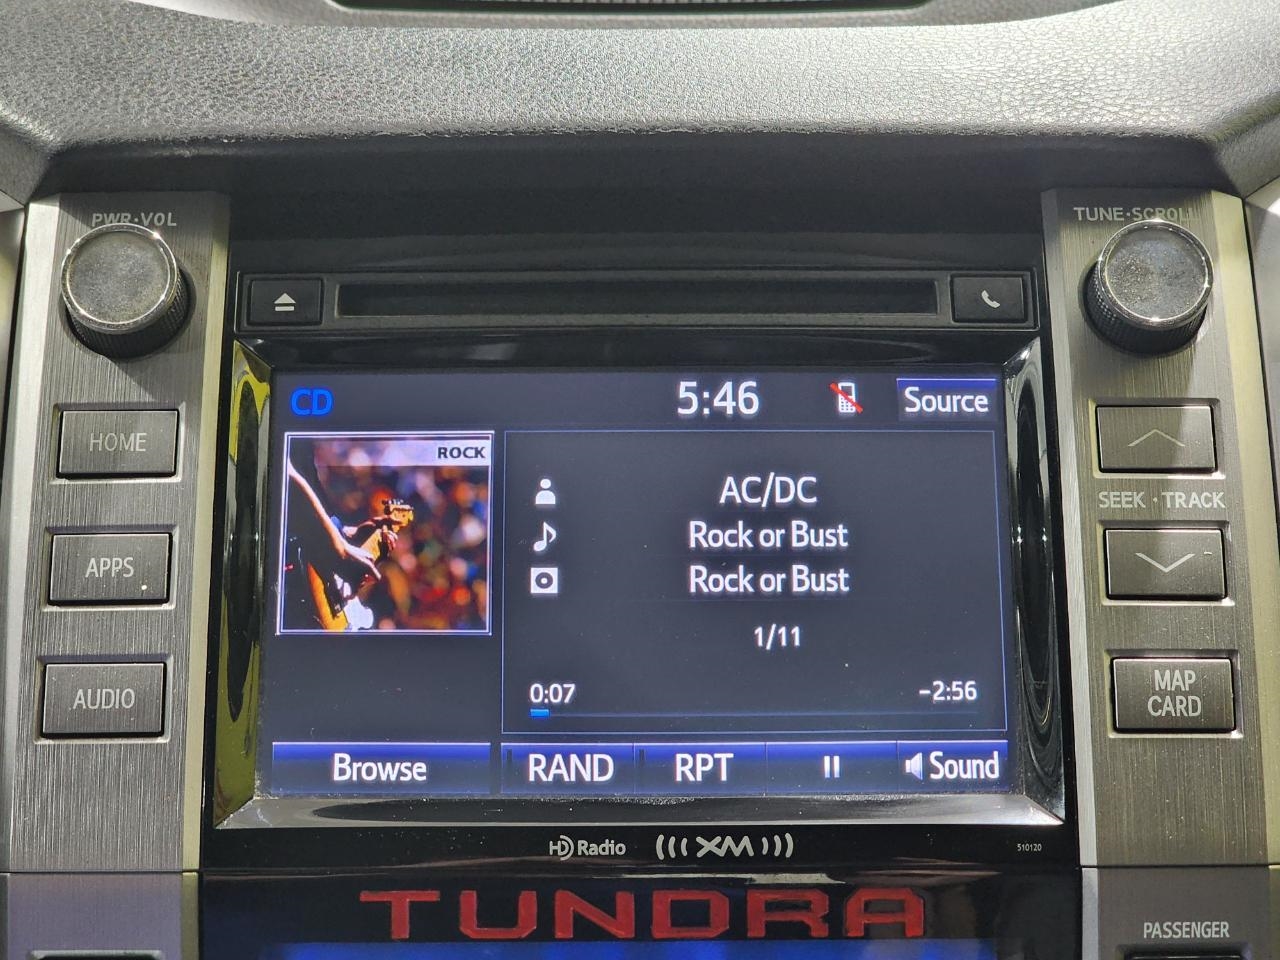 PWR·VOL
TUNE·SCROLL
CD
5:46
Source
HOME
ROCK
AC/DC
SEEK · TRACK
Rock or Bust
APPS
Rock or Bust
1/11
AUDIO
0:07
-2:56
MAP
CARD
Browse
RAND
RPT
Sound
HD Radio
((( XM )))
510120
TUNDRA
PASSENGER